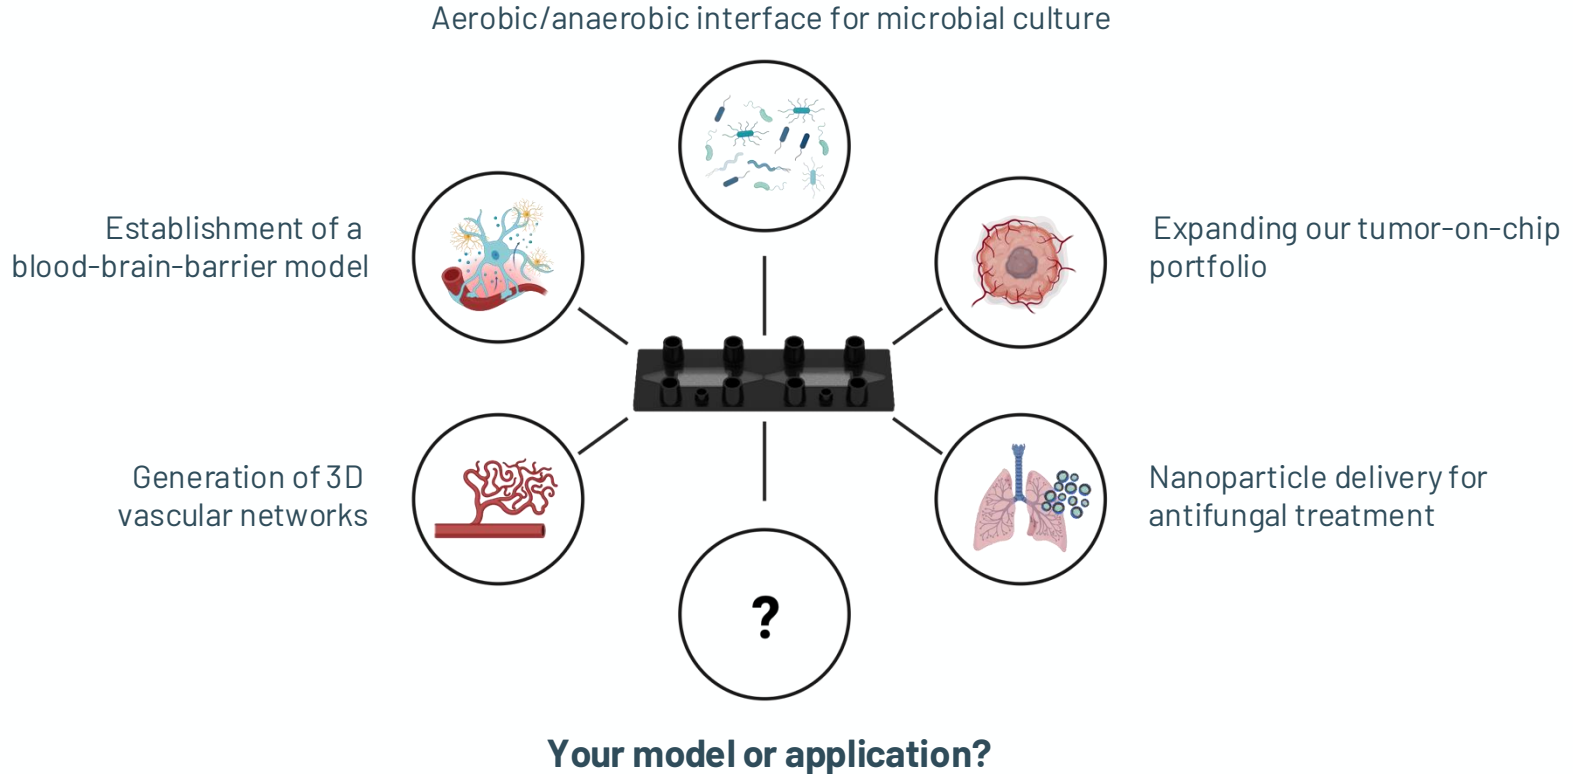 Aerobic/anaerobic interface for microbial culture
Establishment of a
blood-brain-barrier model
Expanding our tumor-on-chip
portfolio
Generation of 3D
vascular networks
Nanoparticle delivery for
antifungal treatment
?
Your model or application?